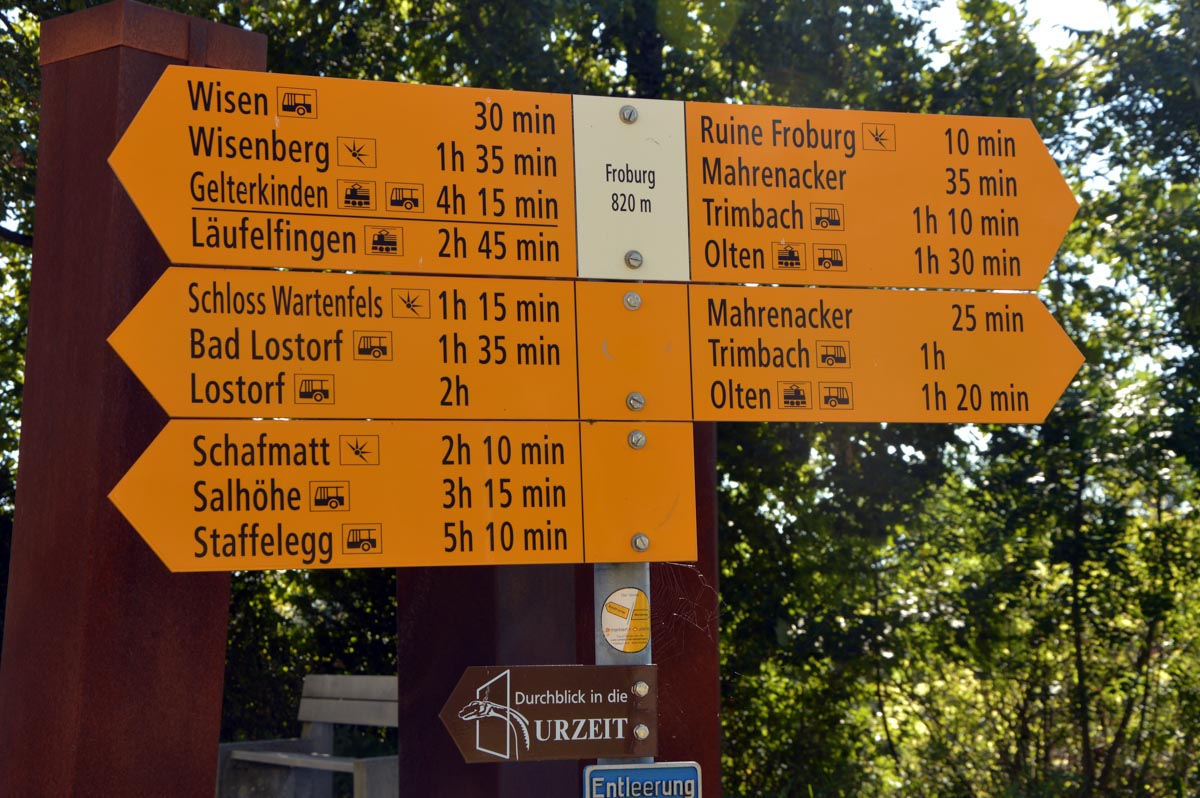 Wisen 30 min
Wisenberg 1h 35 min
Gelterkinden 4h 15 min
Läufelfingen 2h 45 min
Froburg
820 m
Ruine Froburg 10 min
Mahrenacker 35 min
Trimbach 1h 10 min
Olten 1h 30 min
Schloss Wartenfels 1h 15 min
Bad Lostorf 1h 35 min
Lostorf 2h
Mahrenacker 25 min
Trimbach 1h
Olten 1h 20 min
Schafmatt 2h 10 min
Salhöhe 3h 15 min
Staffelegg 5h 10 min
Durchblick in die
URZEIT
Entleerung